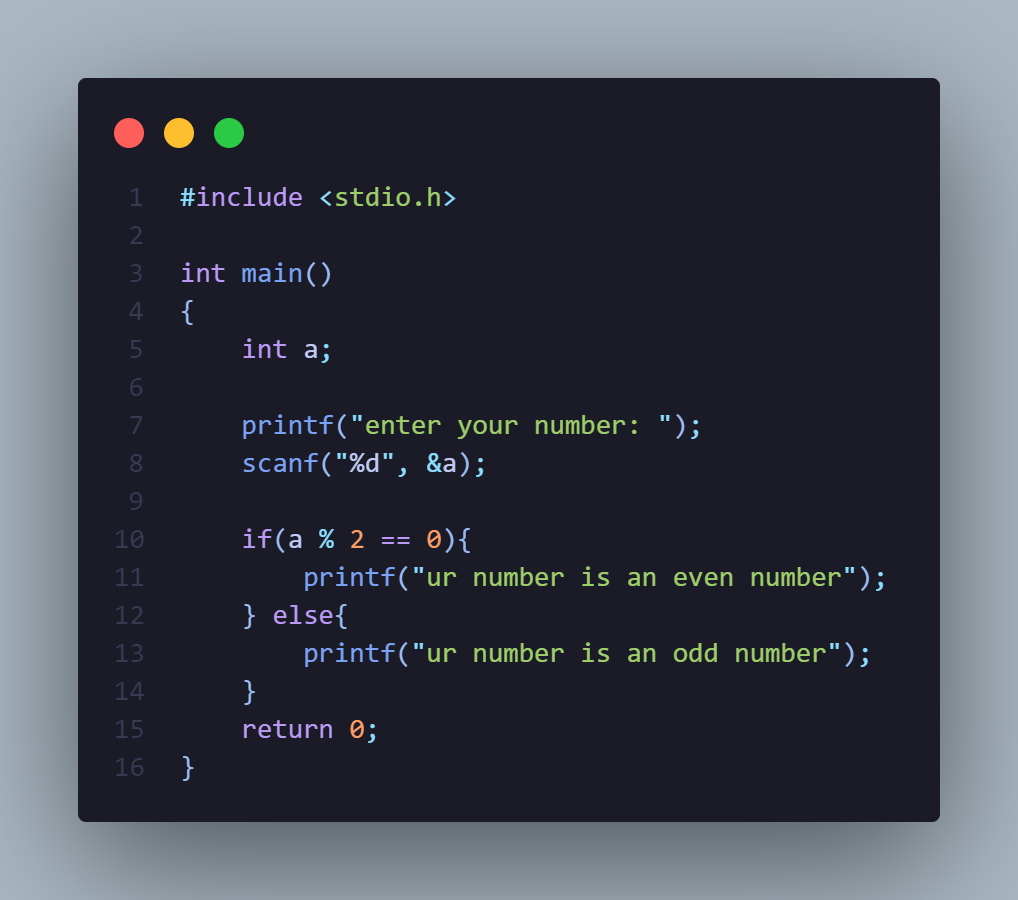 1 #include <stdio.h>
2
3 int main()
4 {
5     int a;
6
7     printf("enter your number: ");
8     scanf("%d", &a);
9
10     if(a % 2 == 0){
11         printf("ur number is an even number");
12     } else{
13         printf("ur number is an odd number");
14     }
15     return 0;
16 }